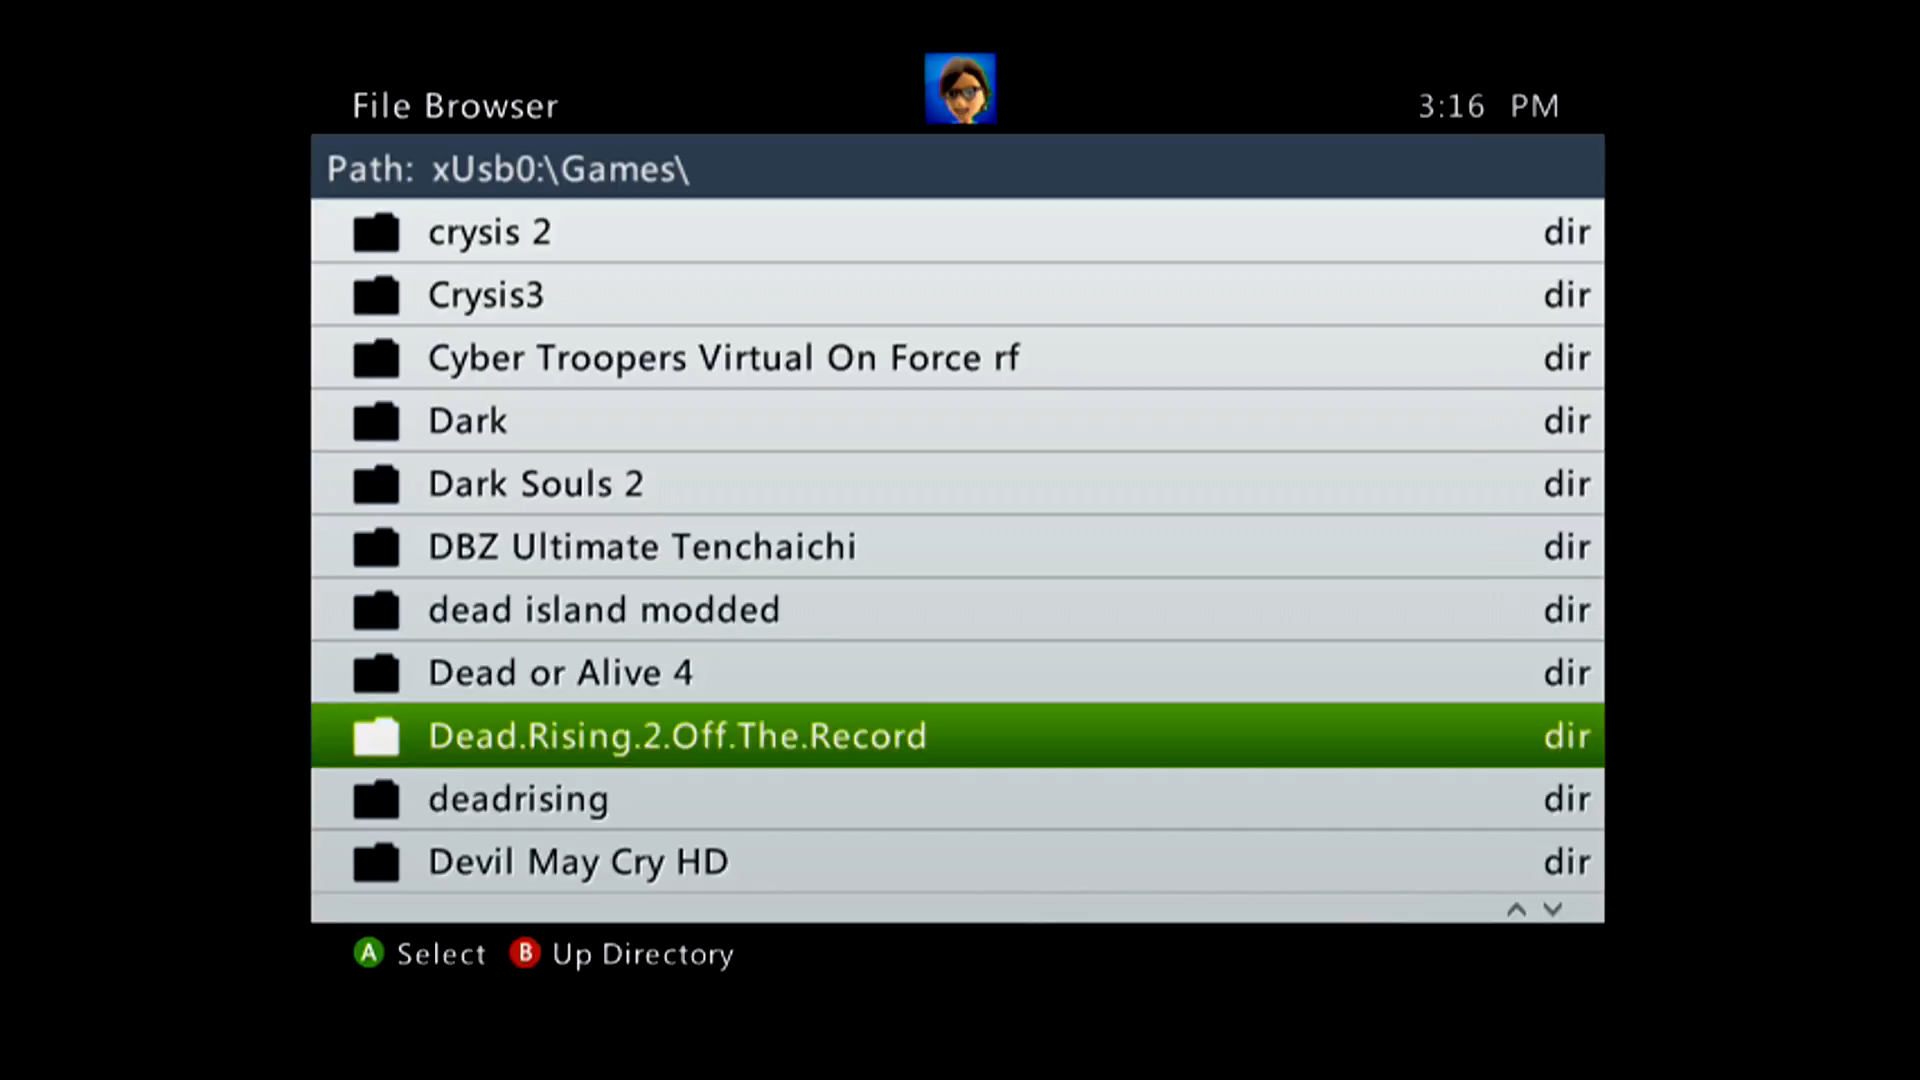 File Browser
3:16 PM
Path: xUsb0:\Games\
crysis 2 dir
Crysis3 dir
Cyber Troopers Virtual On Force rf dir
Dark dir
Dark Souls 2 dir
DBZ Ultimate Tenchaichi dir
dead island modded dir
Dead or Alive 4 dir
Dead.Rising.2.Off.The.Record dir
deadrising dir
Devil May Cry HD dir
A Select B Up Directory